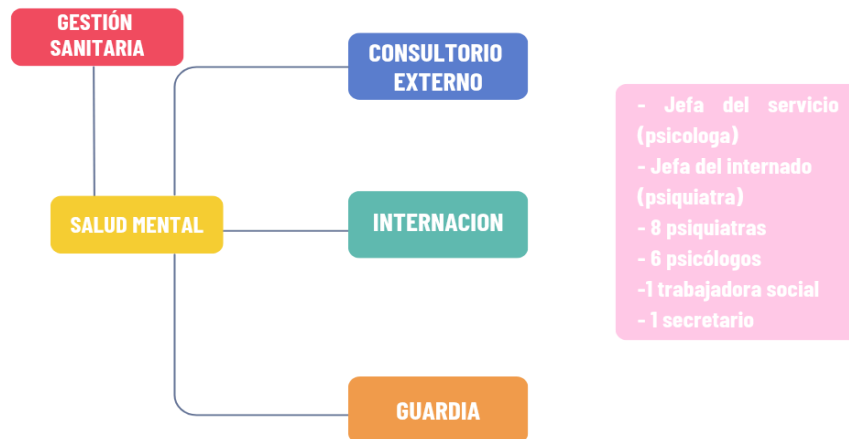 GESTIÓN
SANITARIA
CONSULTORIO
EXTERNO
SALUD MENTAL
INTERNACION
GUARDIA
- Jefa del servicio
(psicologa)
- Jefa del internado
(psiquiatra)
- 8 psiquiatras
- 6 psicólogos
-1 trabajadora social
- 1 secretario